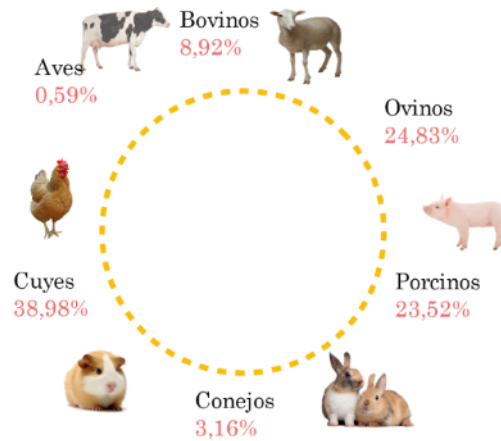 Bovinos
8,92%
Aves
0,59%
Ovinos
24,83%
Cuyes
38,98%
Porcinos
23,52%
Conejos
3,16%